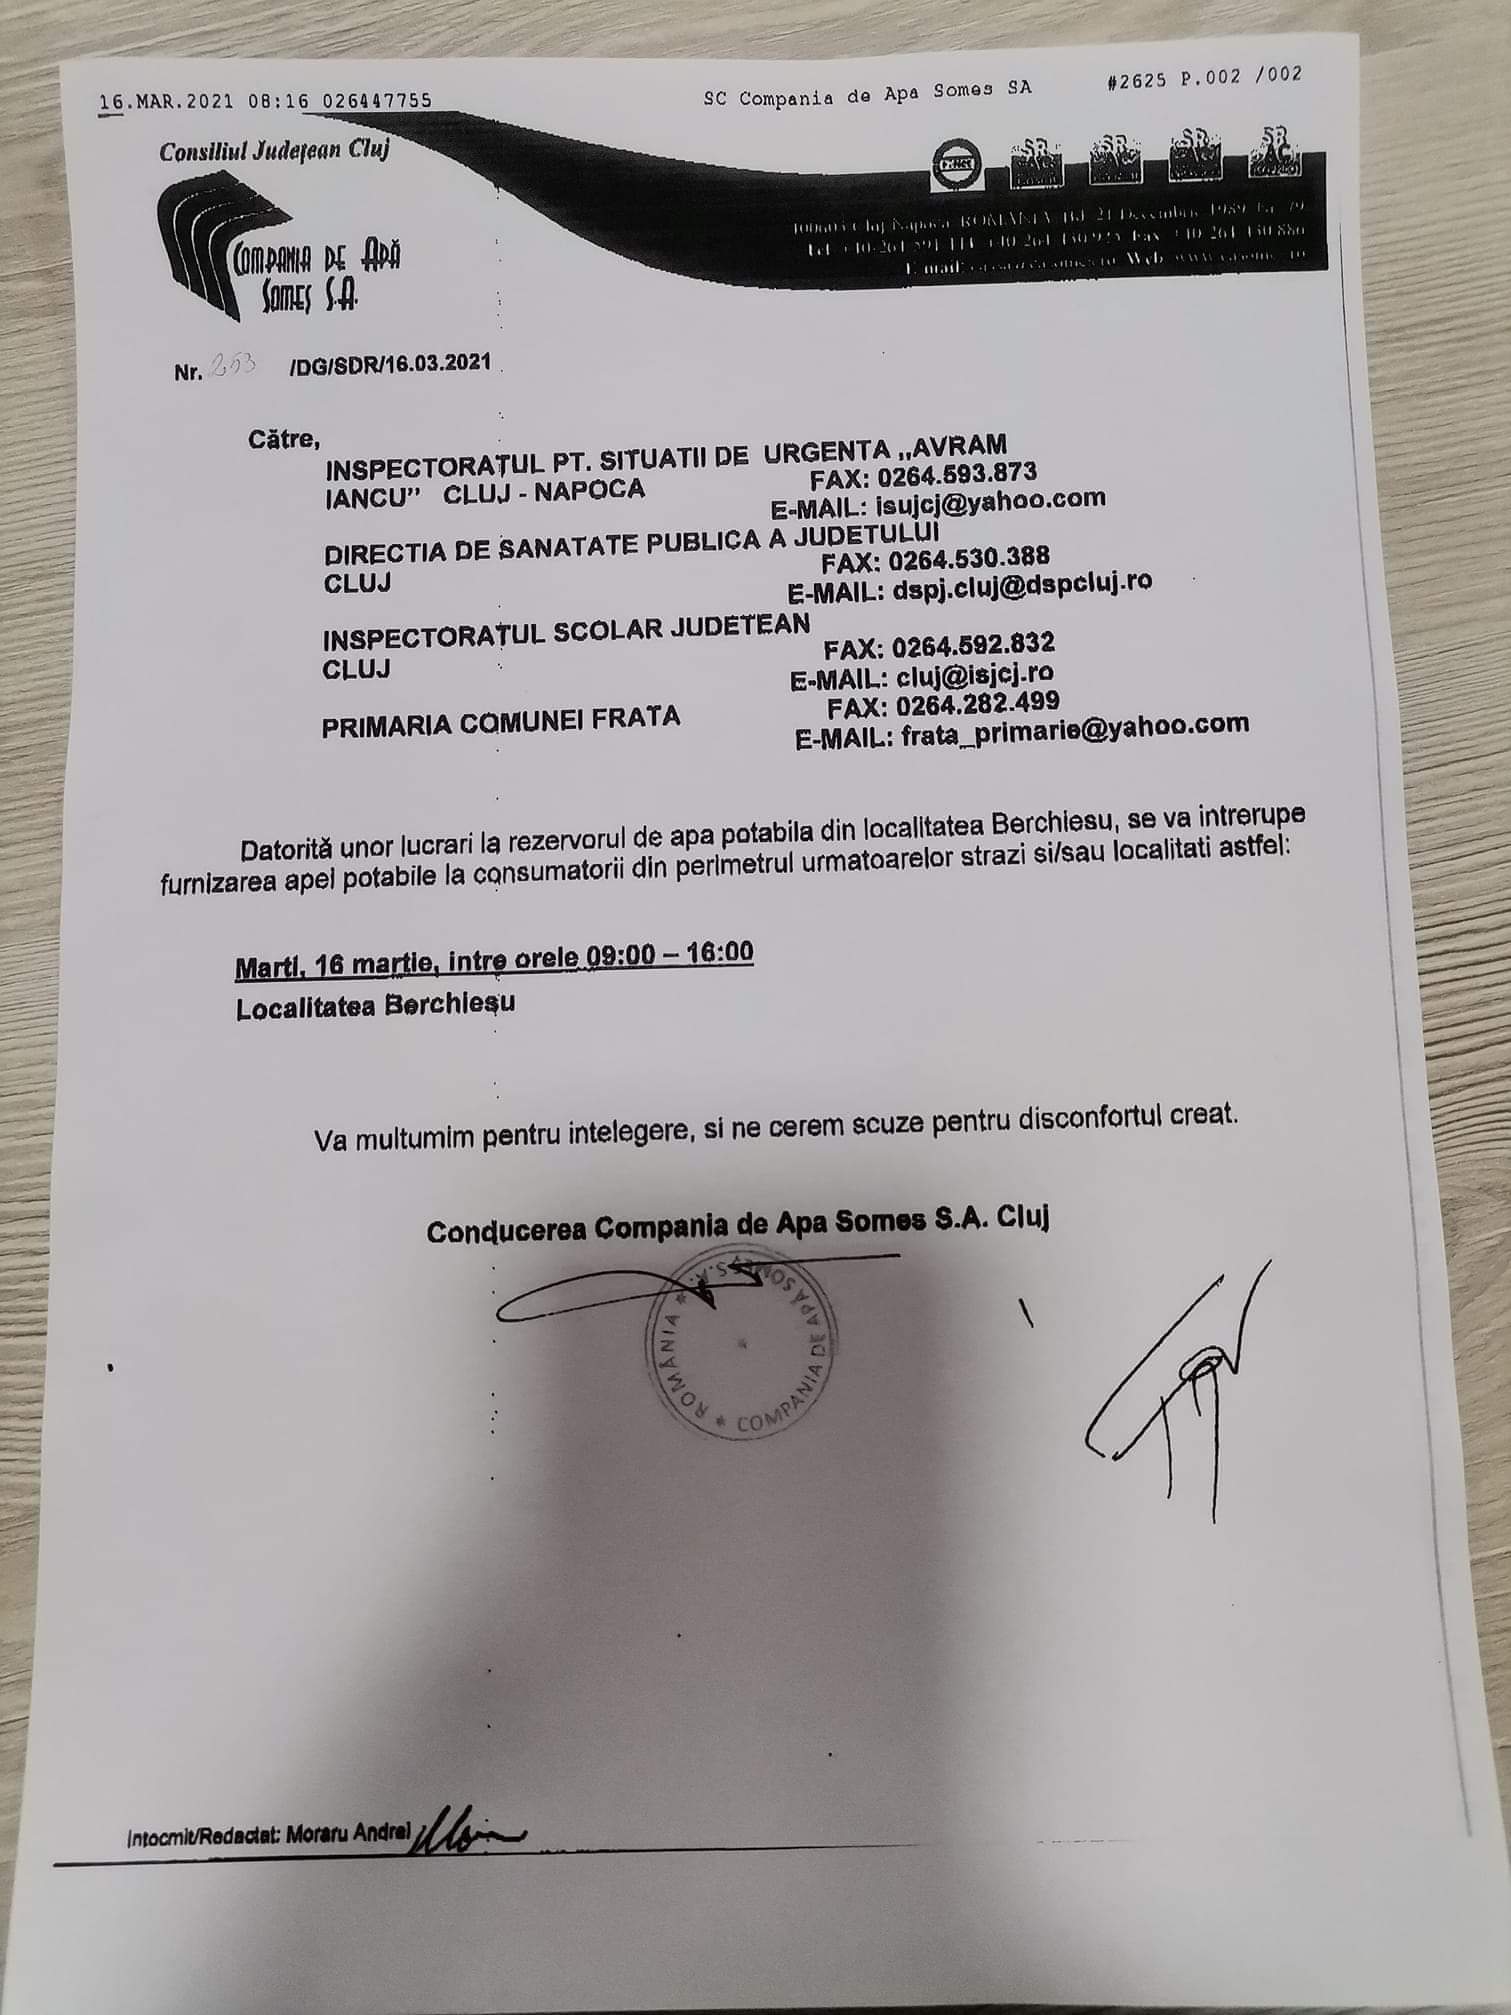 16.MAR.2021 08:16 026447755 SC Compania de Apa Somes SA #2625 P.002 /002
Consiliul Județean Cluj
COMPANIA DE APĂ
SOMEȘ S.A.
Nr. 253 /DG/SDR/16.03.2021
Către,
INSPECTORATUL PT. SITUATII DE URGENTA „AVRAM
IANCU” CLUJ - NAPOCA FAX: 0264.593.873
E-MAIL: isujcj@yahoo.com
DIRECTIA DE SANATATE PUBLICA A JUDETULUI
CLUJ FAX: 0264.530.388
E-MAIL: dspj.cluj@dspcluj.ro
INSPECTORATUL SCOLAR JUDETEAN
CLUJ FAX: 0264.592.832
E-MAIL: cluj@isjcj.ro
PRIMARIA COMUNEI FRATA FAX: 0264.282.499
E-MAIL: frata_primarie@yahoo.com
Datorită unor lucrari la rezervorul de apa potabila din localitatea Berchiesu, se va intrerupe
furnizarea apei potabile la consumatorii din perimetrul urmatoarelor strazi si/sau localitati astfel:
Marti, 16 martie, intre orele 09:00 – 16:00
Localitatea Berchieșu
Va multumim pentru intelegere, si ne cerem scuze pentru disconfortul creat.
Conducerea Compania de Apa Somes S.A. Cluj
ROMÂNIA * COMPANIA DE APĂ SOMEȘ S.A. *
Intocmit/Redactat: Moraru Andrei